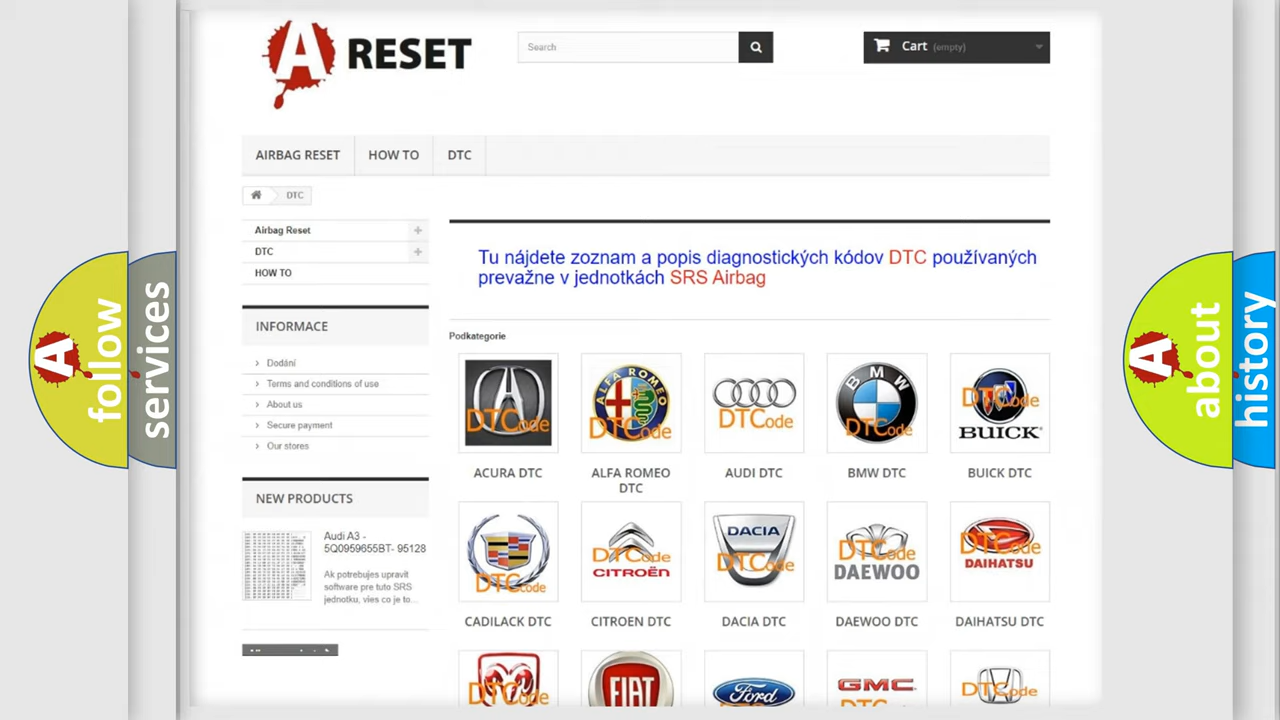 A RESET
Search
Cart (empty)
AIRBAG RESET
HOW TO
DTC
DTC
Airbag Reset
DTC
HOW TO
Tu nájdete zoznam a popis diagnostických kódov DTC používaných
prevažne v jednotkách SRS Airbag
INFORMACE
Dodání
Terms and conditions of use
About us
Secure payment
Our stores
NEW PRODUCTS
Audi A3 -
5Q0959655BT- 95128
Ak potrebujes upravit
software pre tuto SRS
jednotku, vies co je to...
Podkategorie
DTCode
ALFA ROMEO
DTCode
DTCode
BMW
DTCode
DTCode
BUICK
ACURA DTC
ALFA ROMEO
DTC
AUDI DTC
BMW DTC
BUICK DTC
DTCode
DTCode
CITROËN
DACIA
DTCode
DTCode
DAEWOO
DTCode
DAIHATSU
CADILACK DTC
CITROEN DTC
DACIA DTC
DAEWOO DTC
DAIHATSU DTC
DTCode
FIAT
Ford
GMC
DTCode
A follow
services
A about
history